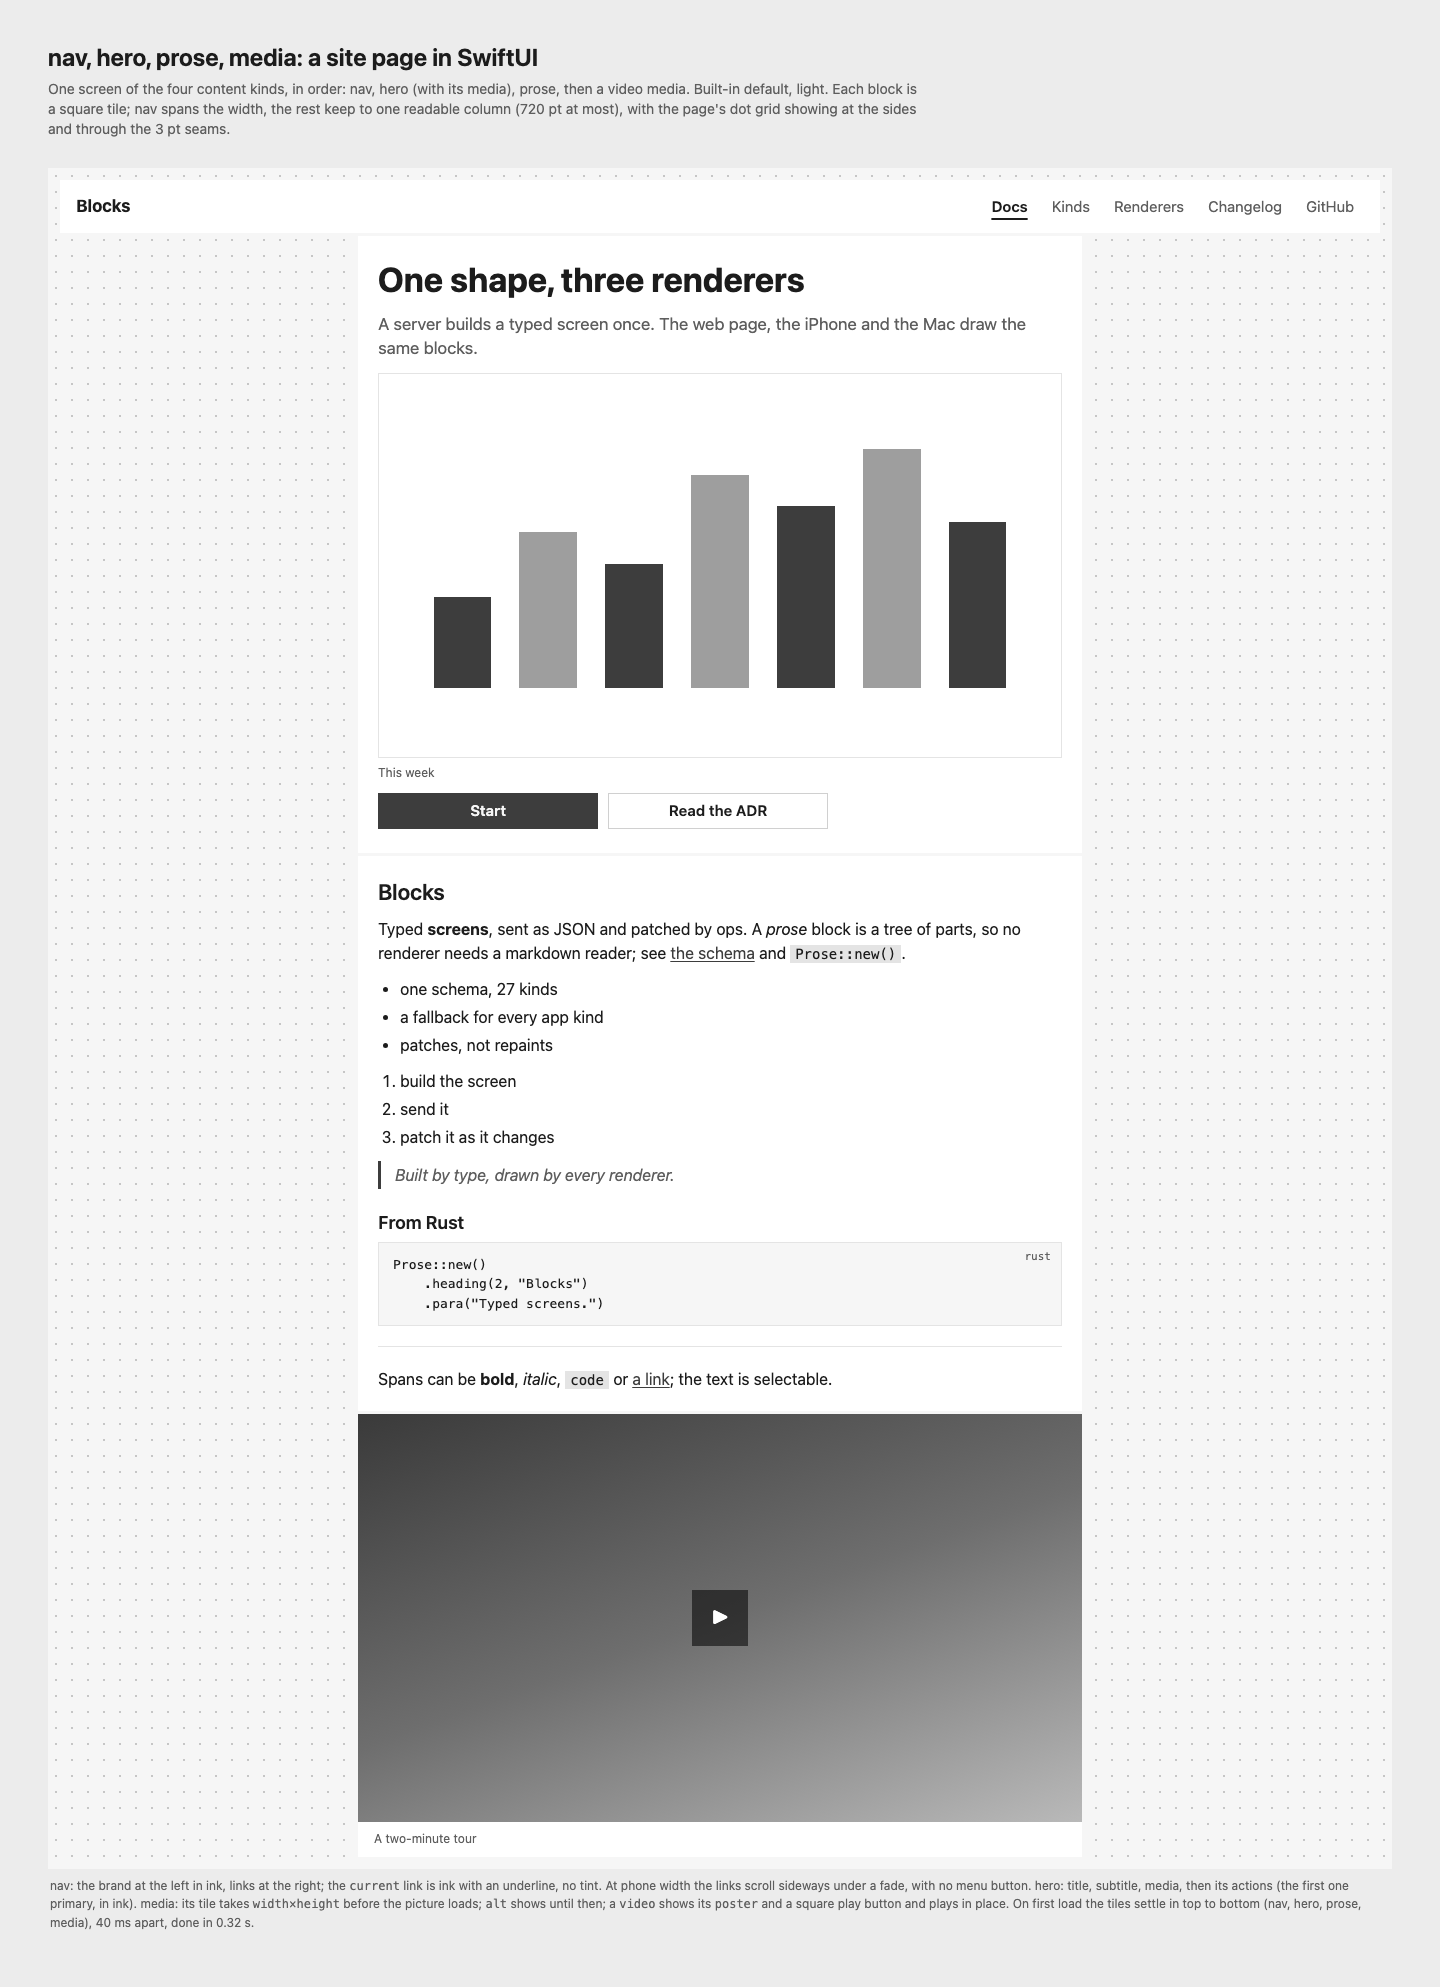 nav, hero, prose, media: a site page in SwiftUI
One screen of the four content kinds, in order: nav, hero (with its media), prose, then a video media. Built-in default, light. Each block is
a square tile; nav spans the width, the rest keep to one readable column (720 pt at most), with the page's dot grid showing at the sides
and through the 3 pt seams.
Blocks
Docs Kinds Renderers Changelog GitHub
One shape, three renderers
A server builds a typed screen once. The web page, the iPhone and the Mac draw the
same blocks.
This week
Start Read the ADR
Blocks
Typed screens, sent as JSON and patched by ops. A prose block is a tree of parts, so no
renderer needs a markdown reader; see the schema and Prose::new().
• one schema, 27 kinds
• a fallback for every app kind
• patches, not repaints
1. build the screen
2. send it
3. patch it as it changes
Built by type, drawn by every renderer.
From Rust
rust
Prose::new()
    .heading(2, "Blocks")
    .para("Typed screens.")
Spans can be bold, italic, code or a link; the text is selectable.
A two-minute tour
nav: the brand at the left in ink, links at the right; the current link is ink with an underline, no tint. At phone width the links scroll sideways under a fade, with no menu button. hero: title, subtitle, media, then its actions (the first one
primary, in ink). media: its tile takes width×height before the picture loads; alt shows until then; a video shows its poster and a square play button and plays in place. On first load the tiles settle in top to bottom (nav, hero, prose,
media), 40 ms apart, done in 0.32 s.